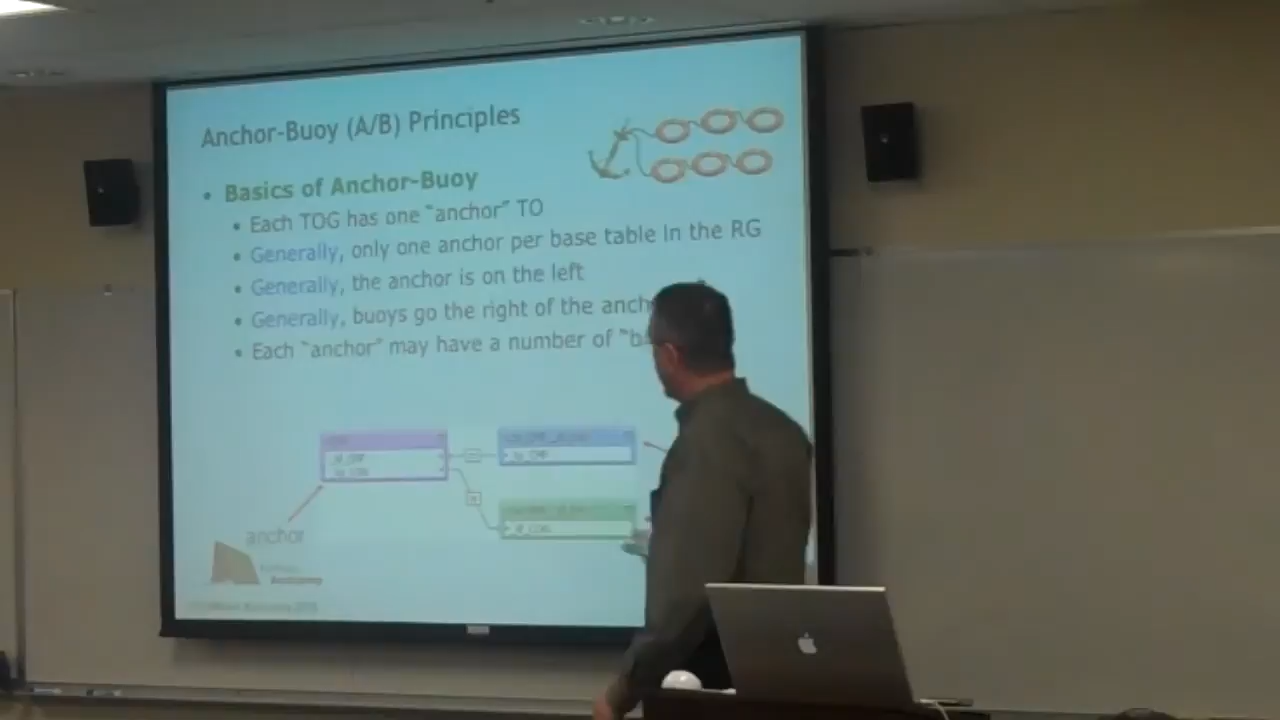 Anchor-Buoy (A/B) Principles
• Basics of Anchor-Buoy
• Each TOG has one “anchor” TO
• Generally, only one anchor per base table in the RG
• Generally, the anchor is on the left
• Generally, buoys go the right of the anch
• Each “anchor” may have a number of “b
anchor
Bootcamp